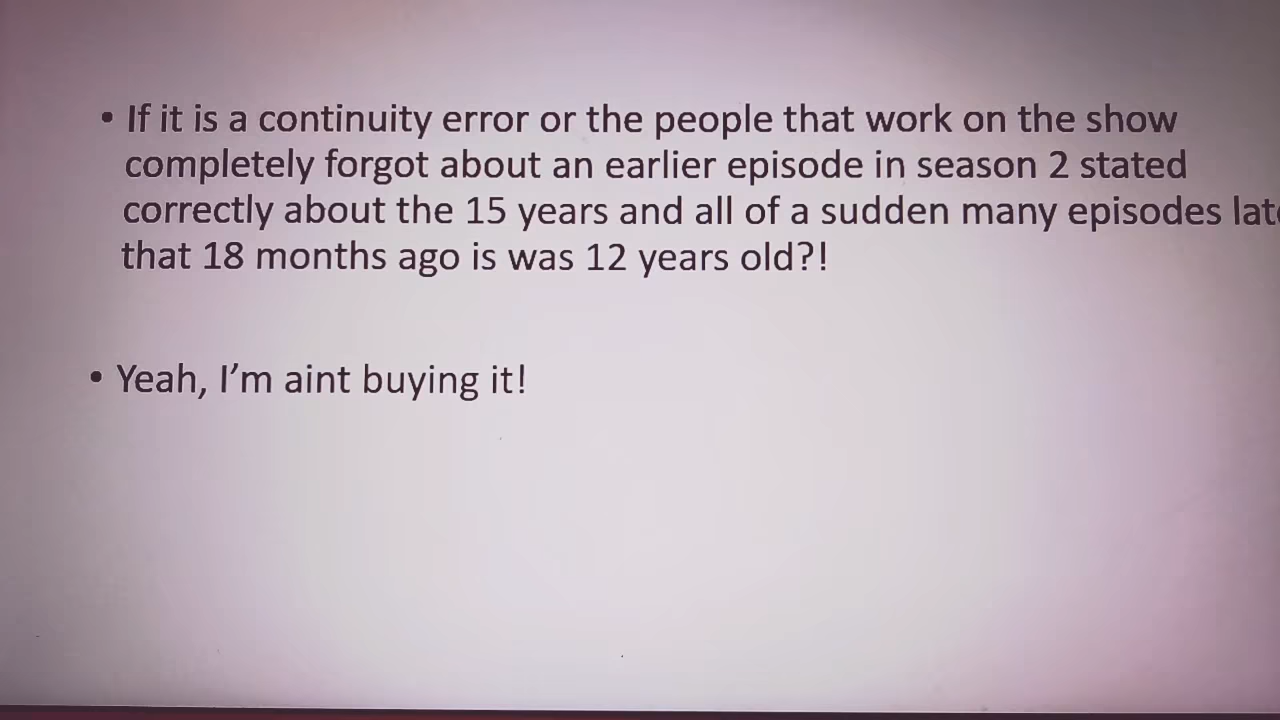 • If it is a continuity error or the people that work on the show
completely forgot about an earlier episode in season 2 stated
correctly about the 15 years and all of a sudden many episodes
that 18 months ago is was 12 years old?!
• Yeah, I'm aint buying it!